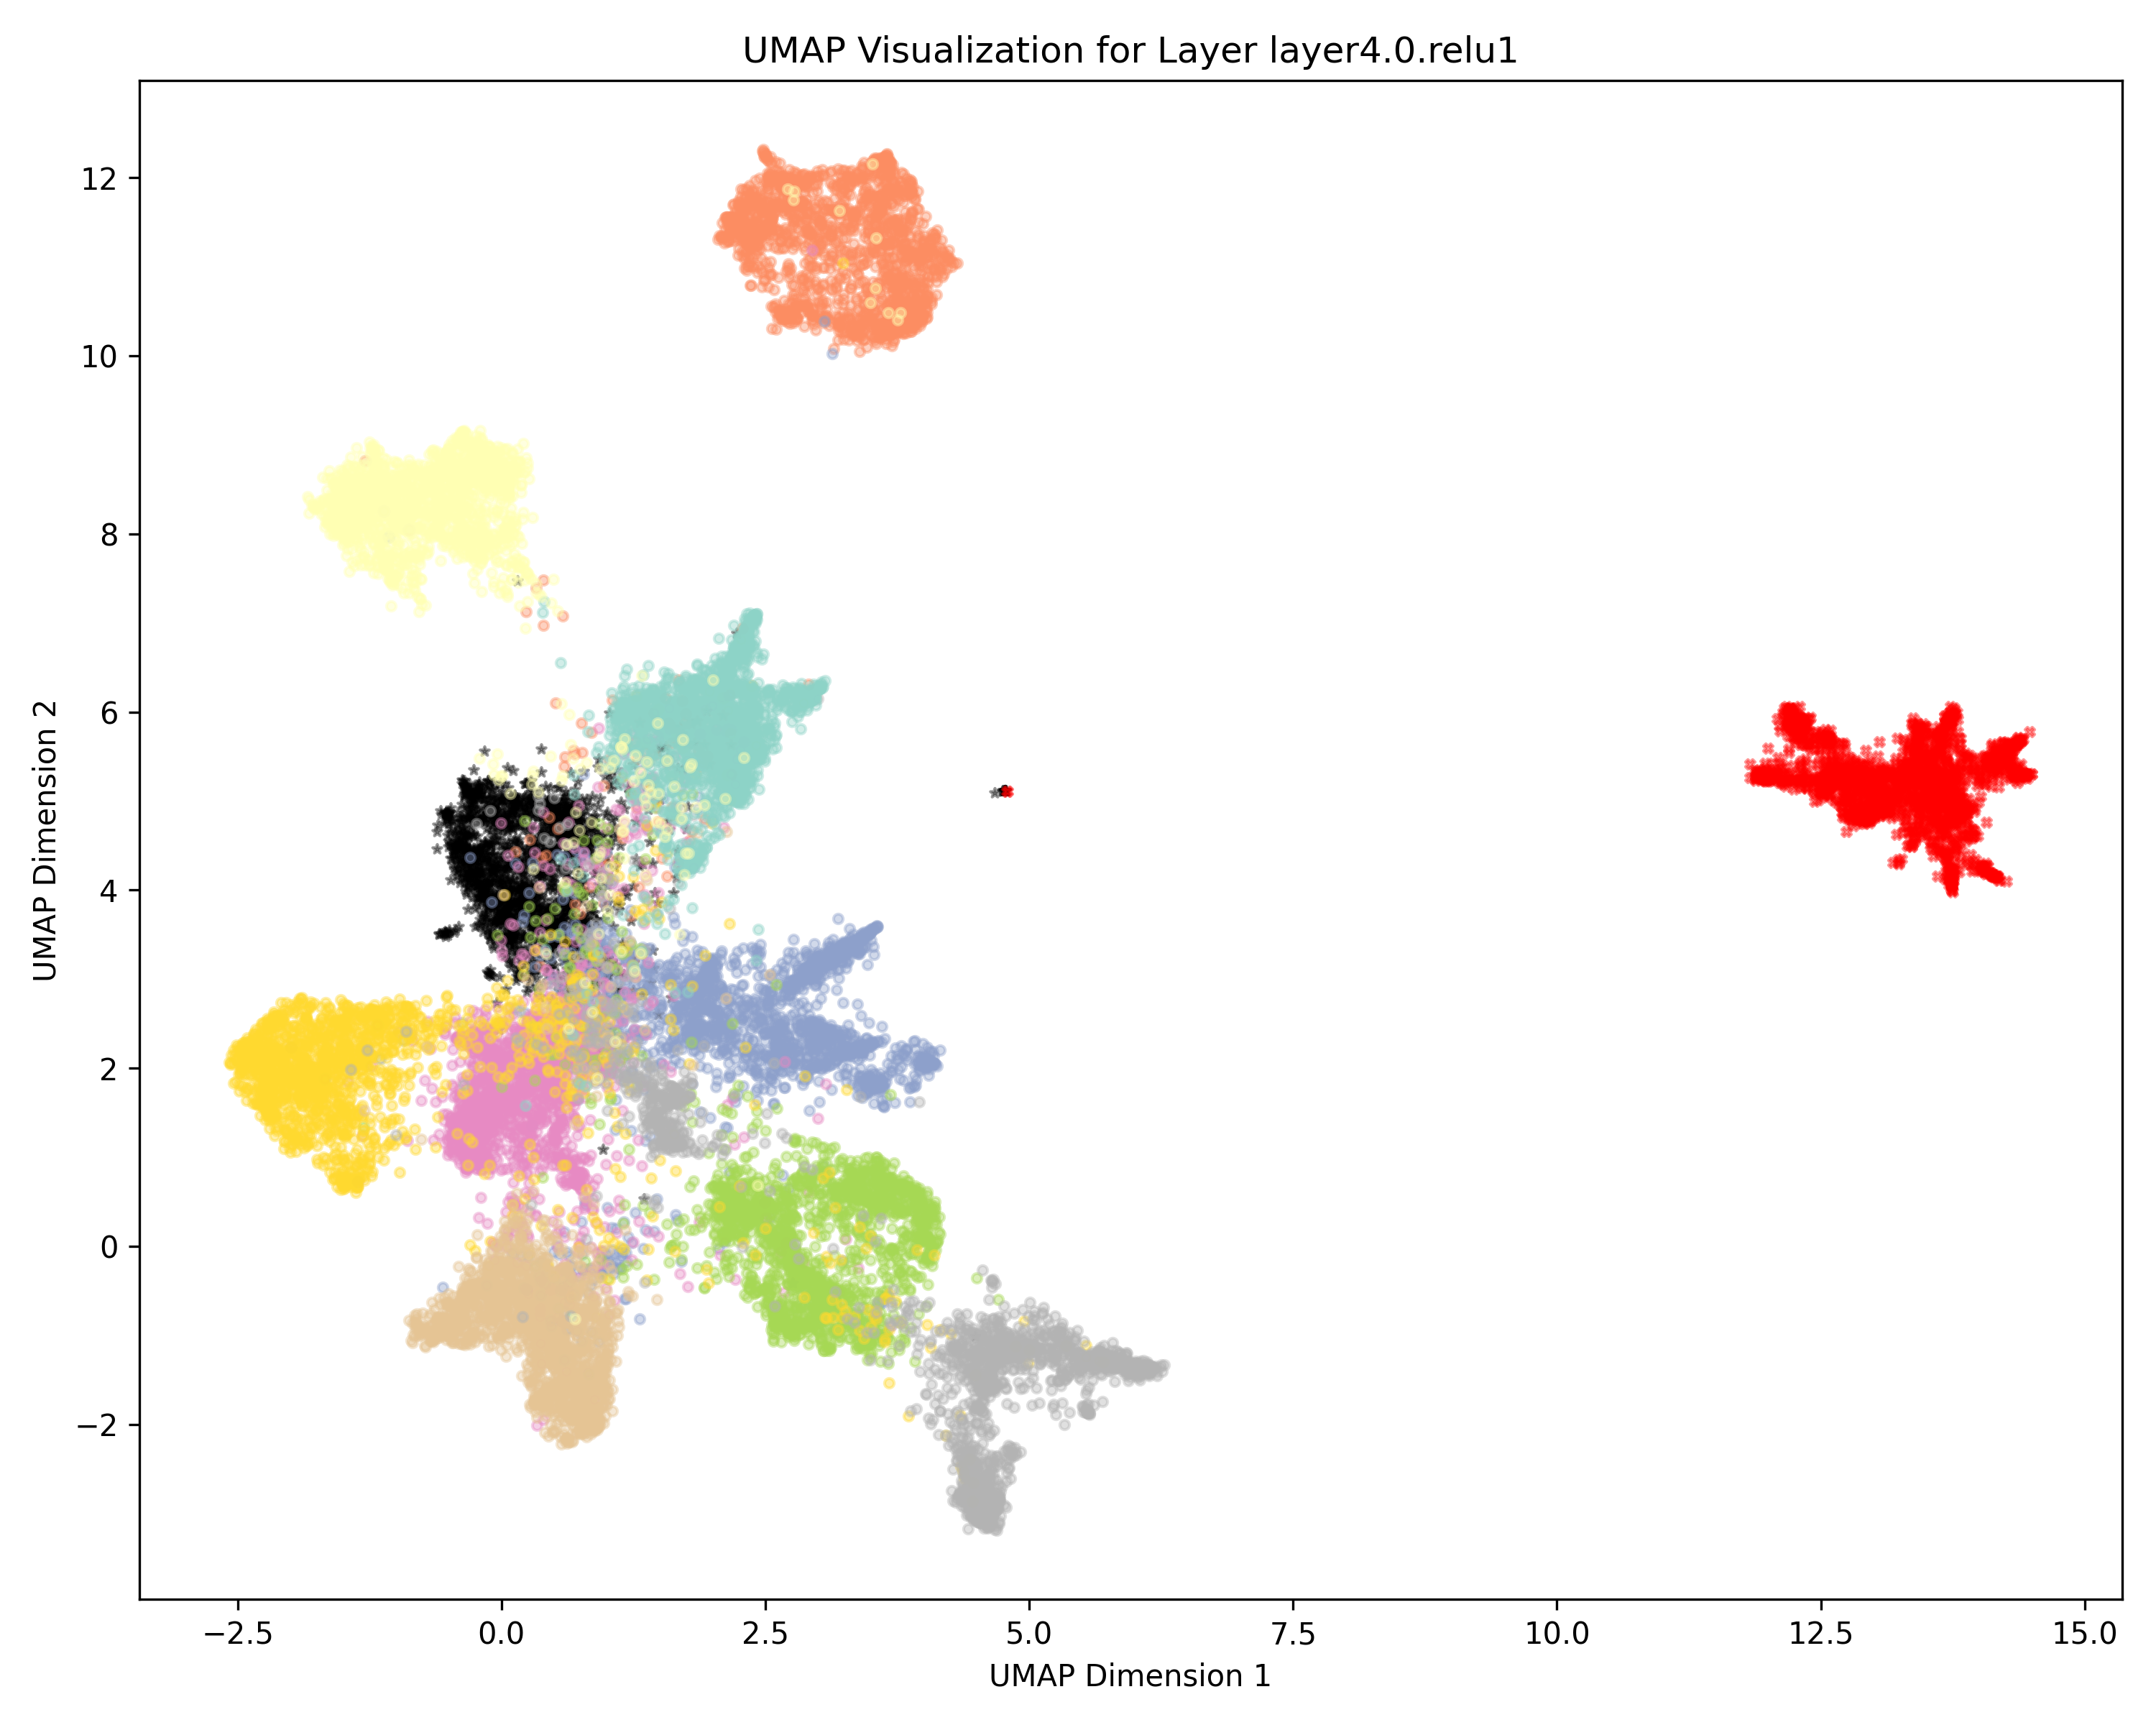 UMAP Visualization for Layer layer4.0.relu1
12
10
8
6
4
2
0
−2
UMAP Dimension 2
−2.5 0.0 2.5 5.0 7.5 10.0 12.5 15.0
UMAP Dimension 1